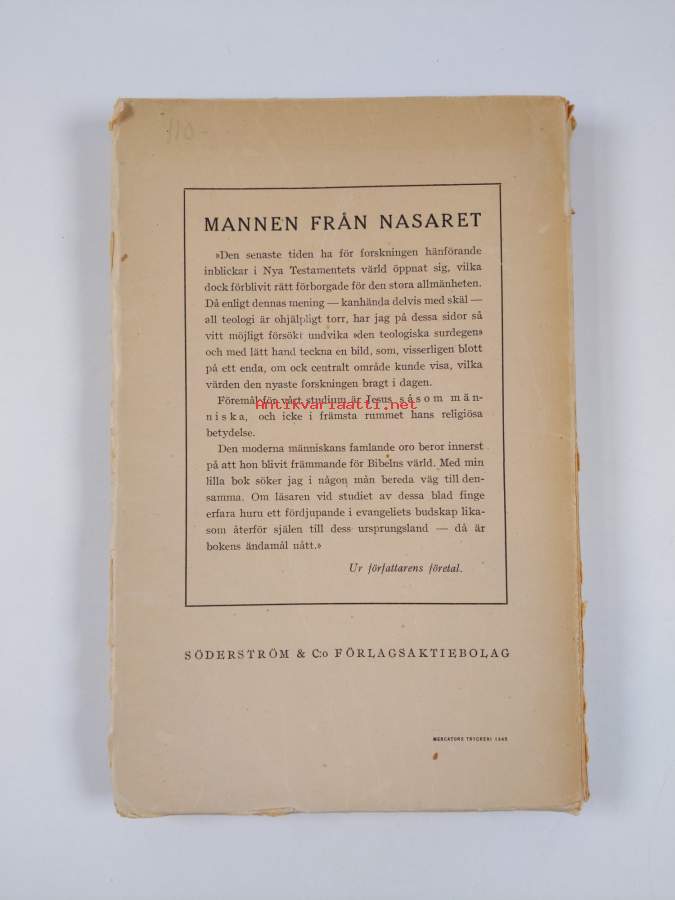 110-
MANNEN FRÅN NASARET
»Den senaste tiden ha för forskningen hänförande
inblickar i Nya Testamentets värld öppnat sig, vilka
dock förblivit rätt förborgade för den stora allmänheten.
Då enligt dennas mening — kanhända delvis med skäl —
all teologi är ohjälpligt torr, har jag på dessa sidor så
vitt möjligt försökt undvika »den teologiska surdegen»
och med lätt hand teckna en bild, som, visserligen blott
på ett enda, om ock centralt område kunde visa, vilka
värden den nyaste forskningen bragt i dagen.
Föremål för vårt studium är Jesus såsom män-
niska, och icke i främsta rummet hans religiösa
betydelse.
Antikvariaatti.net
Den moderna människans famlande oro beror innerst
på att hon blivit främmande för Bibelns värld. Med min
lilla bok söker jag i någon mån bereda väg till den-
samma. Om läsaren vid studiet av dessa blad finge
erfara huru ett fördjupande i evangeliets budskap lika-
som återför själen till dess ursprungsland — då är
bokens ändamål nått.»
Ur författarens företal.
SÖDERSTRÖM & C:o FÖRLAGSAKTIEBOLAG
MERCATORS TRYCKERI 1945